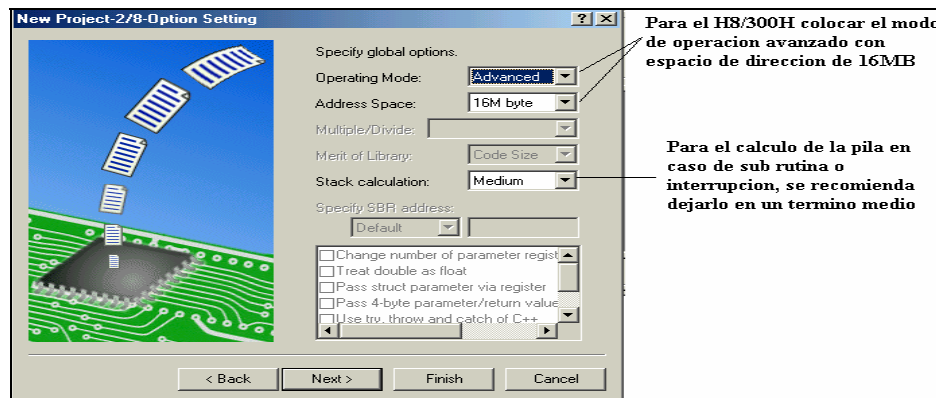 New Project-2/8-Option Setting
Specify global options.
Operating Mode: Advanced
Address Space: 16M byte
Multiple/Divide:
Merit of Library: Code Size
Stack calculation: Medium
Specify SBR address:
Default
Change number of parameter regist
Treat double as float
Pass struct parameter via register
Pass 4-byte parameter/return value
Use try, throw and catch of C++
< Back Next > Finish Cancel
Para el H8/300H colocar el modo
de operacion avanzado con
espacio de direccion de 16MB
Para el calculo de la pila en
caso de sub rutina o
interrupcion, se recomienda
dejarlo en un termino medio